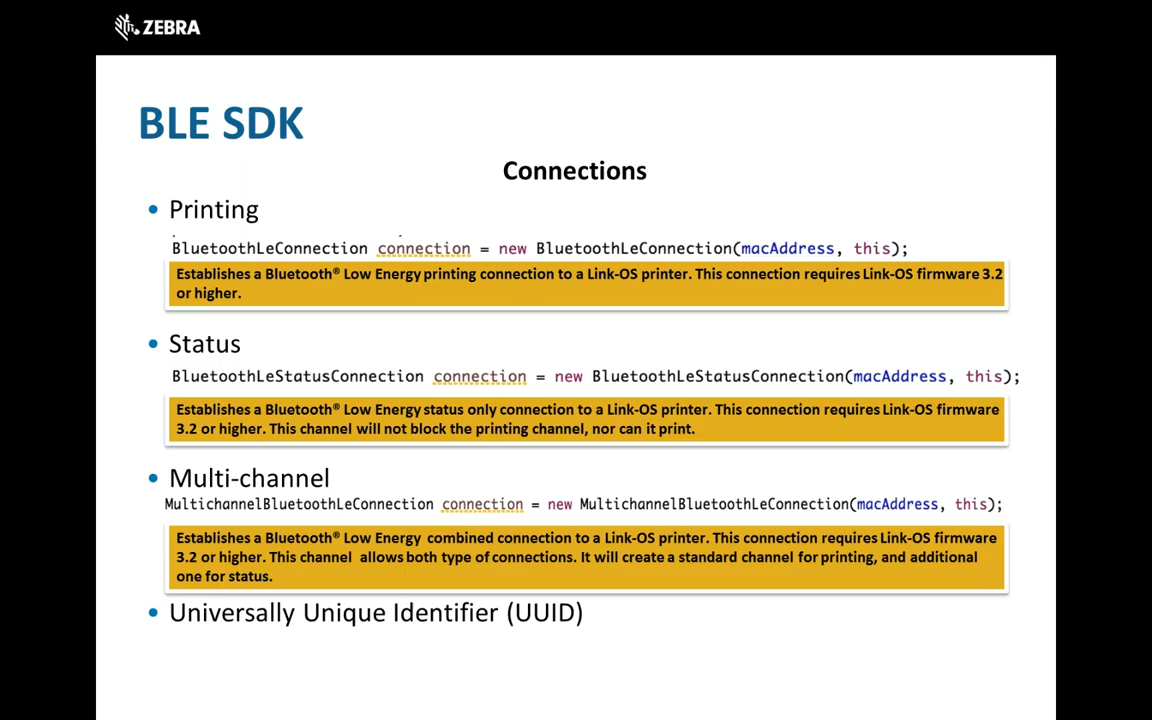 ZEBRA
BLE SDK
Connections
• Printing
BluetoothLeConnection connection = new BluetoothLeConnection(macAddress, this);
Establishes a Bluetooth® Low Energy printing connection to a Link-OS printer. This connection requires Link-OS firmware 3.2
or higher.
• Status
BluetoothLeStatusConnection connection = new BluetoothLeStatusConnection(macAddress, this);
Establishes a Bluetooth® Low Energy status only connection to a Link-OS printer. This connection requires Link-OS firmware
3.2 or higher. This channel will not block the printing channel, nor can it print.
• Multi-channel
MultichannelBluetoothLeConnection connection = new MultichannelBluetoothLeConnection(macAddress, this);
Establishes a Bluetooth® Low Energy combined connection to a Link-OS printer. This connection requires Link-OS firmware
3.2 or higher. This channel allows both type of connections. It will create a standard channel for printing, and additional
one for status.
• Universally Unique Identifier (UUID)